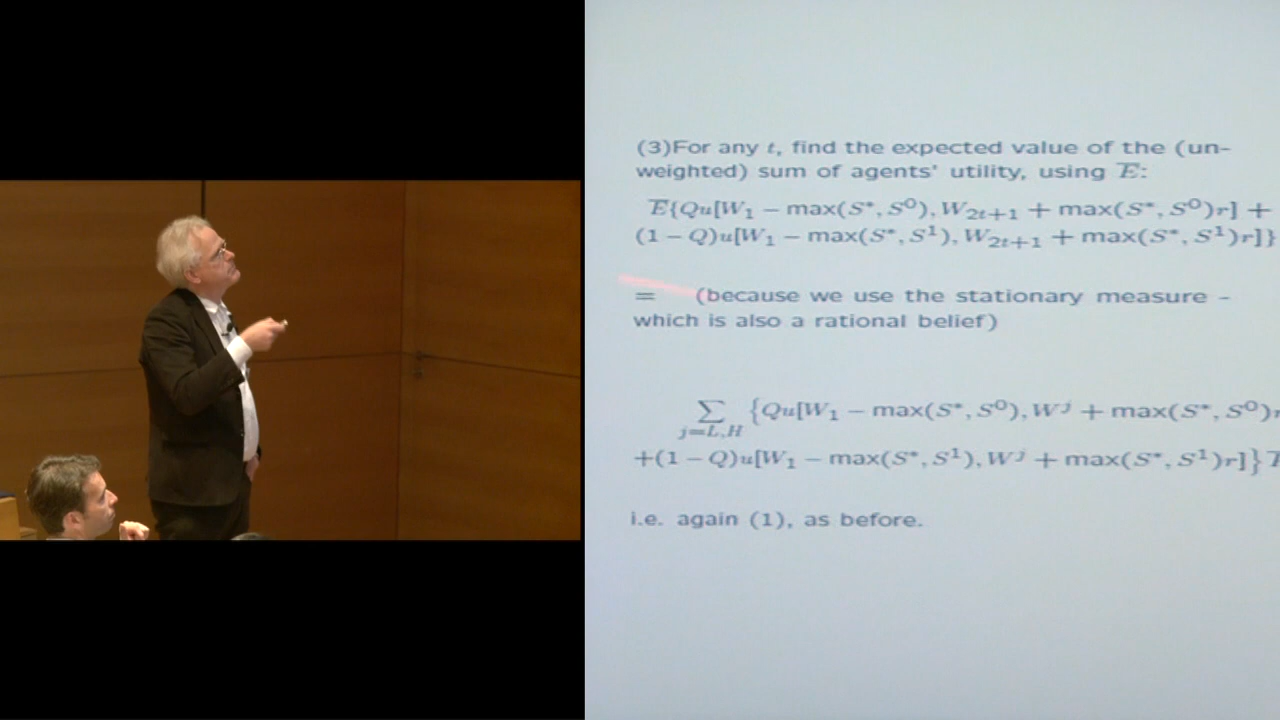 (3)For any t, find the expected value of the (un-
weighted) sum of agents' utility, using E̅:
E̅{Qu[W₁ − max(S*, S⁰), W₂ₜ₊₁ + max(S*, S⁰)r] +
(1 − Q)u[W₁ − max(S*, S¹), W₂ₜ₊₁ + max(S*, S¹)r]}
= (because we use the stationary measure -
which is also a rational belief)
∑ {Qu[W₁ − max(S*, S⁰), Wʲ + max(S*, S⁰)r
j=L,H
+(1 − Q)u[W₁ − max(S*, S¹), Wʲ + max(S*, S¹)r]}
i.e. again (1), as before.